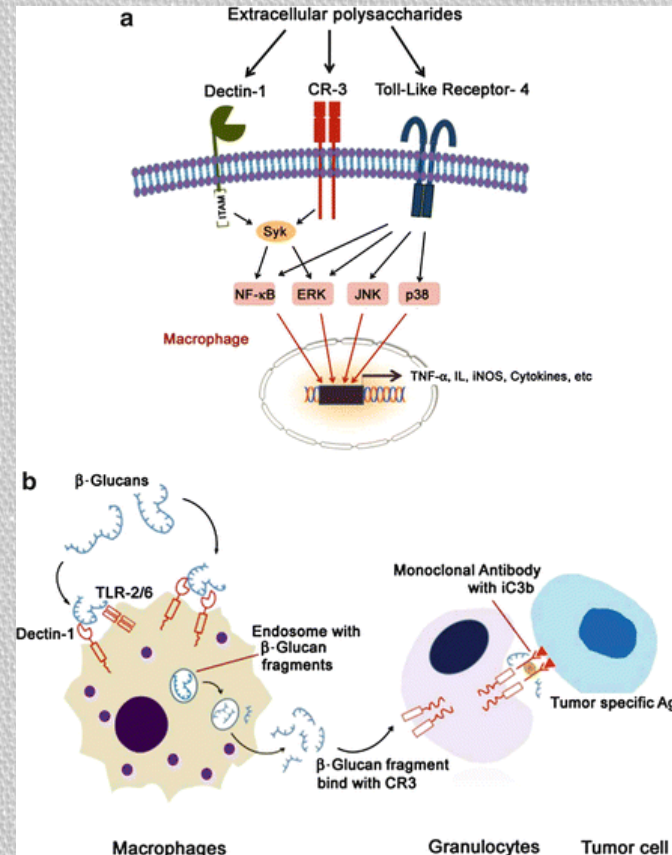 a
Extracellular polysaccharides
Dectin-1
CR-3
Toll-Like Receptor- 4
ITAM
Syk
NF-κB
ERK
JNK
p38
Macrophage
TNF-α, IL, iNOS, Cytokines, etc
b
β-Glucans
TLR-2/6
Dectin-1
Endosome with
β-Glucan
fragments
Monoclonal Antibody
with iC3b
Tumor specific Ag
β-Glucan fragment
bind with CR3
Macrophages
Granulocytes
Tumor cell